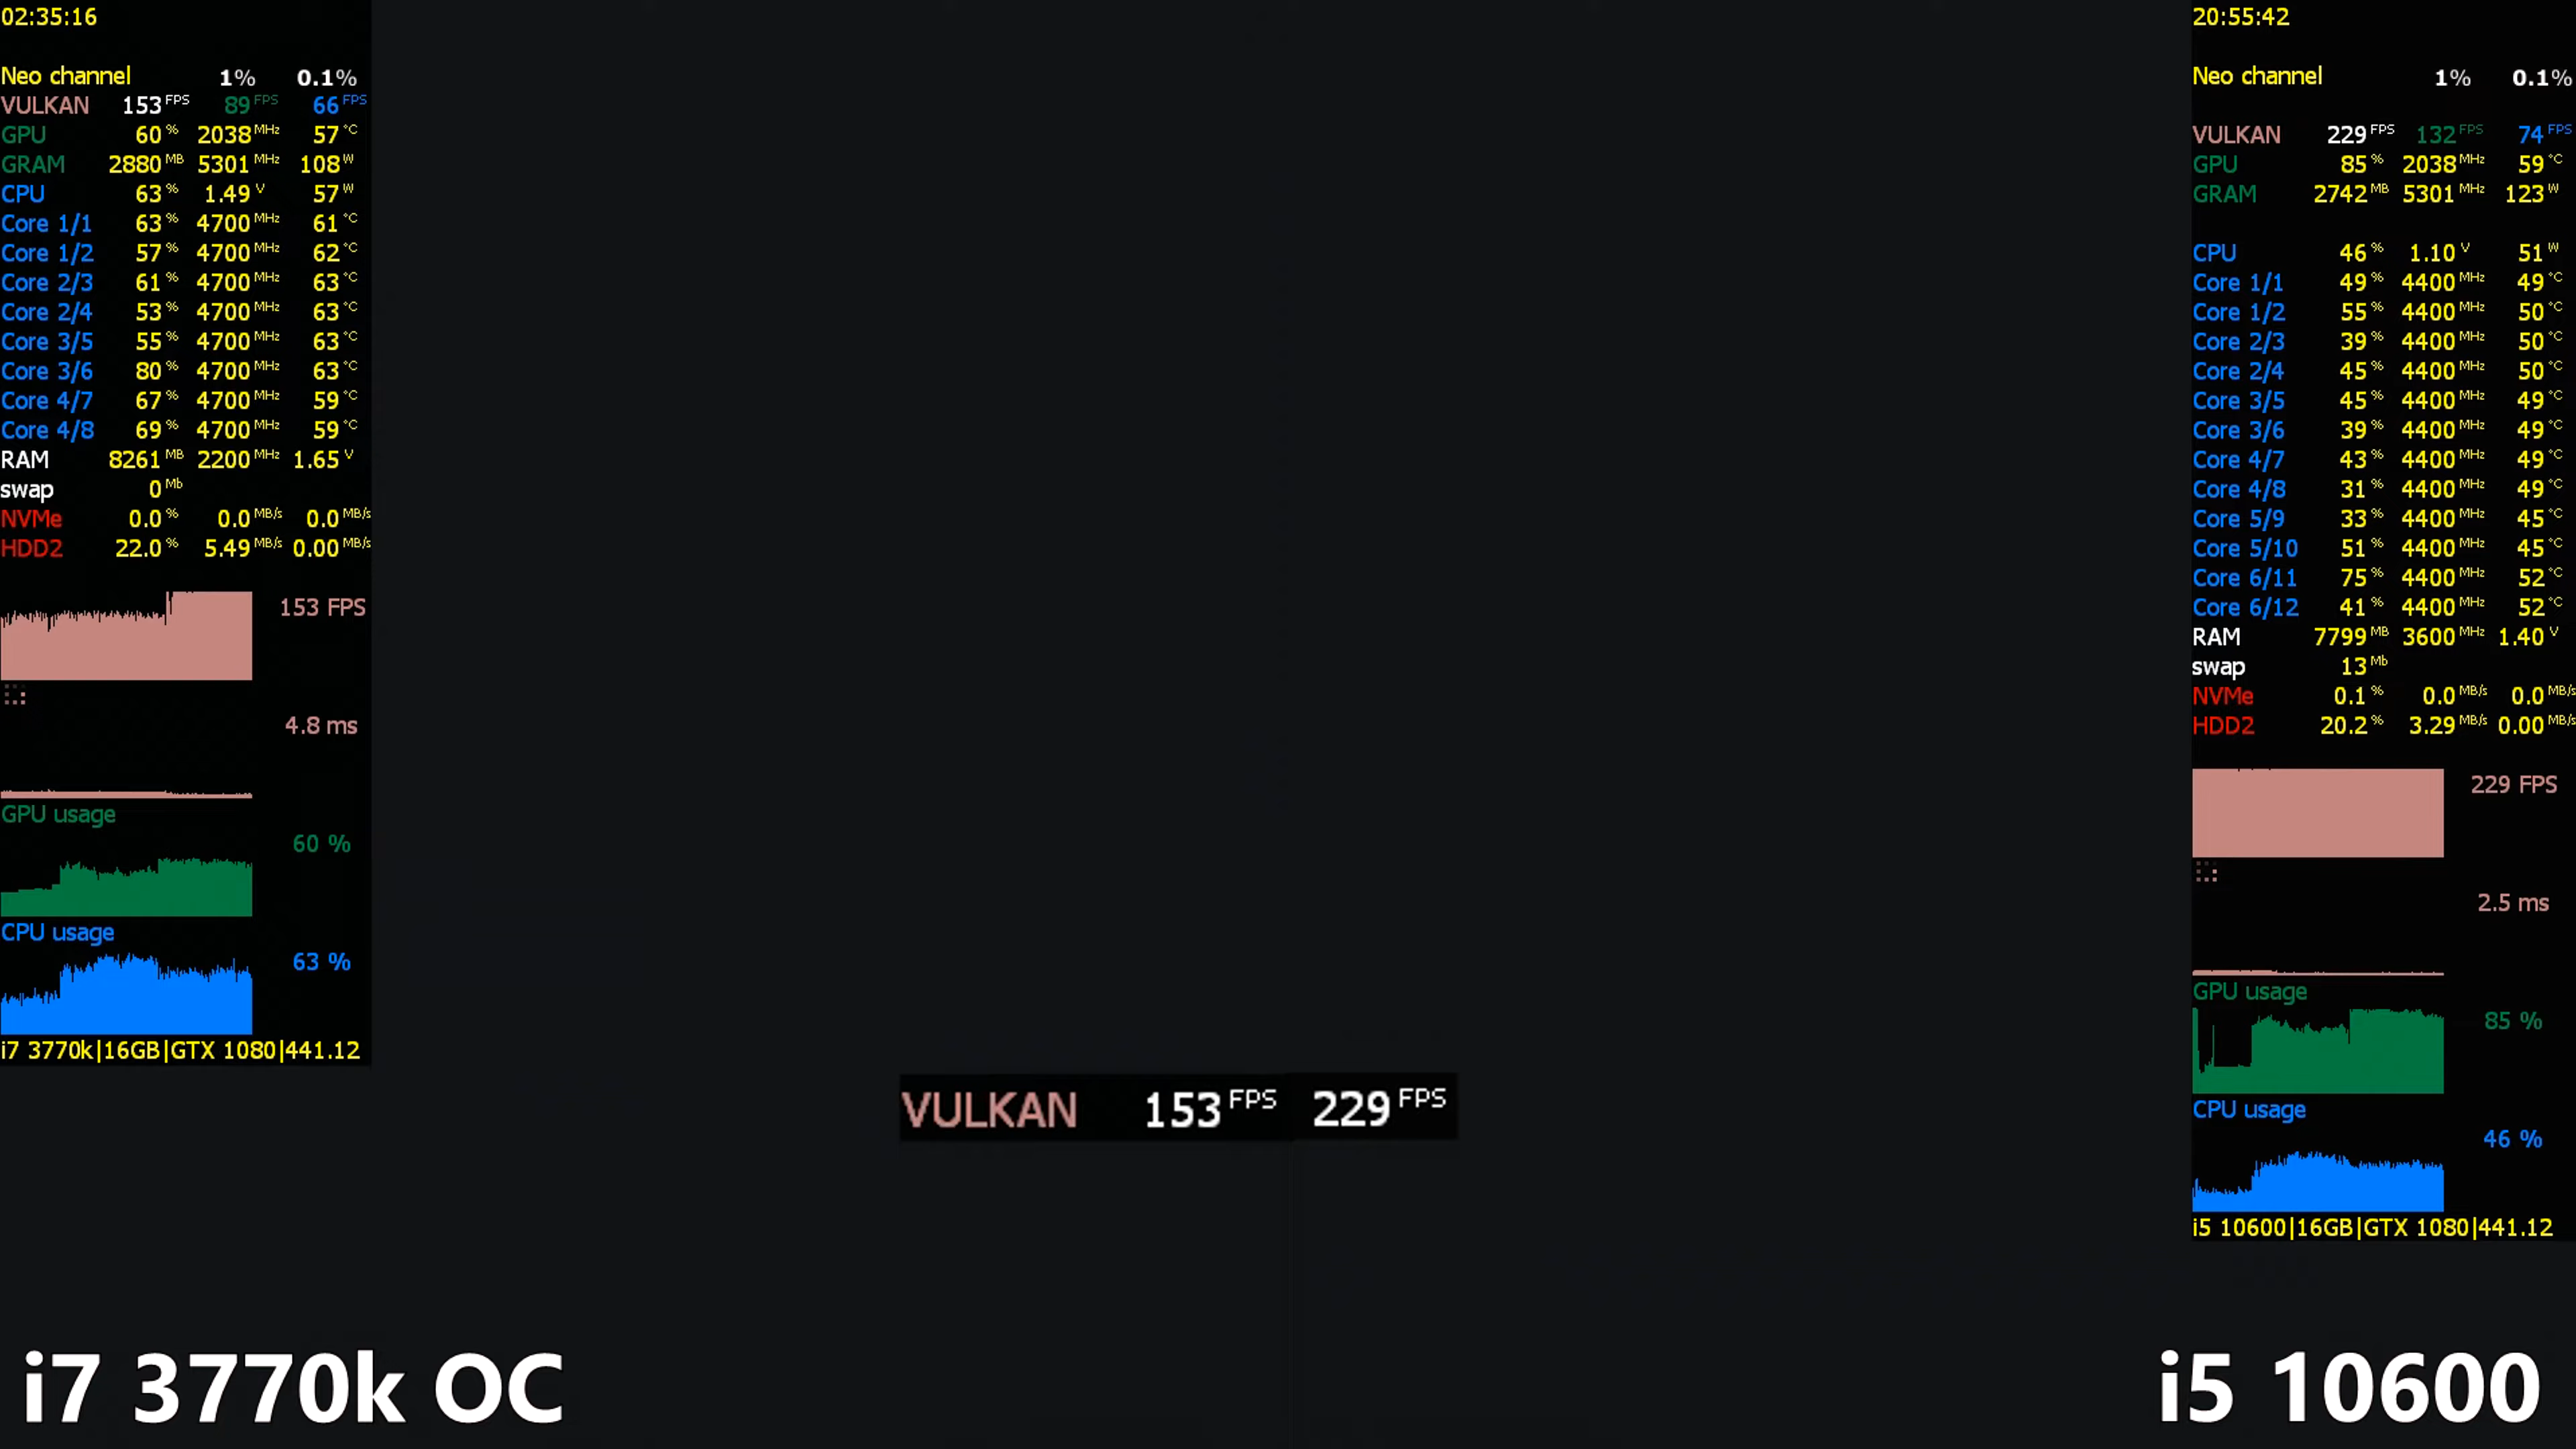 02:35:16
Neo channel 1% 0.1%
VULKAN 153 FPS 89 FPS 66 FPS
GPU 60 % 2038 MHz 57 °C
GRAM 2880 MB 5301 MHz 108 W
CPU 63 % 1.49 V 57 W
Core 1/1 63 % 4700 MHz 61 °C
Core 1/2 57 % 4700 MHz 62 °C
Core 2/3 61 % 4700 MHz 63 °C
Core 2/4 53 % 4700 MHz 63 °C
Core 3/5 55 % 4700 MHz 63 °C
Core 3/6 80 % 4700 MHz 63 °C
Core 4/7 67 % 4700 MHz 59 °C
Core 4/8 69 % 4700 MHz 59 °C
RAM 8261 MB 2200 MHz 1.65 V
swap 0 Mb
NVMe 0.0 % 0.0 MB/s 0.0 MB/s
HDD2 22.0 % 5.49 MB/s 0.00 MB/s
153 FPS
4.8 ms
GPU usage
60 %
CPU usage
63 %
i7 3770k|16GB|GTX 1080|441.12
VULKAN 153 FPS 229 FPS
20:55:42
Neo channel 1% 0.1%
VULKAN 229 FPS 132 FPS 74 FPS
GPU 85 % 2038 MHz 59 °C
GRAM 2742 MB 5301 MHz 123 W
CPU 46 % 1.10 V 51 W
Core 1/1 49 % 4400 MHz 49 °C
Core 1/2 55 % 4400 MHz 50 °C
Core 2/3 39 % 4400 MHz 50 °C
Core 2/4 45 % 4400 MHz 50 °C
Core 3/5 45 % 4400 MHz 49 °C
Core 3/6 39 % 4400 MHz 49 °C
Core 4/7 43 % 4400 MHz 49 °C
Core 4/8 31 % 4400 MHz 49 °C
Core 5/9 33 % 4400 MHz 45 °C
Core 5/10 51 % 4400 MHz 45 °C
Core 6/11 75 % 4400 MHz 52 °C
Core 6/12 41 % 4400 MHz 52 °C
RAM 7799 MB 3600 MHz 1.40 V
swap 13 Mb
NVMe 0.1 % 0.0 MB/s 0.0 MB/s
HDD2 20.2 % 3.29 MB/s 0.00 MB/s
229 FPS
2.5 ms
GPU usage
85 %
CPU usage
46 %
i5 10600|16GB|GTX 1080|441.12
i7 3770k OC
i5 10600